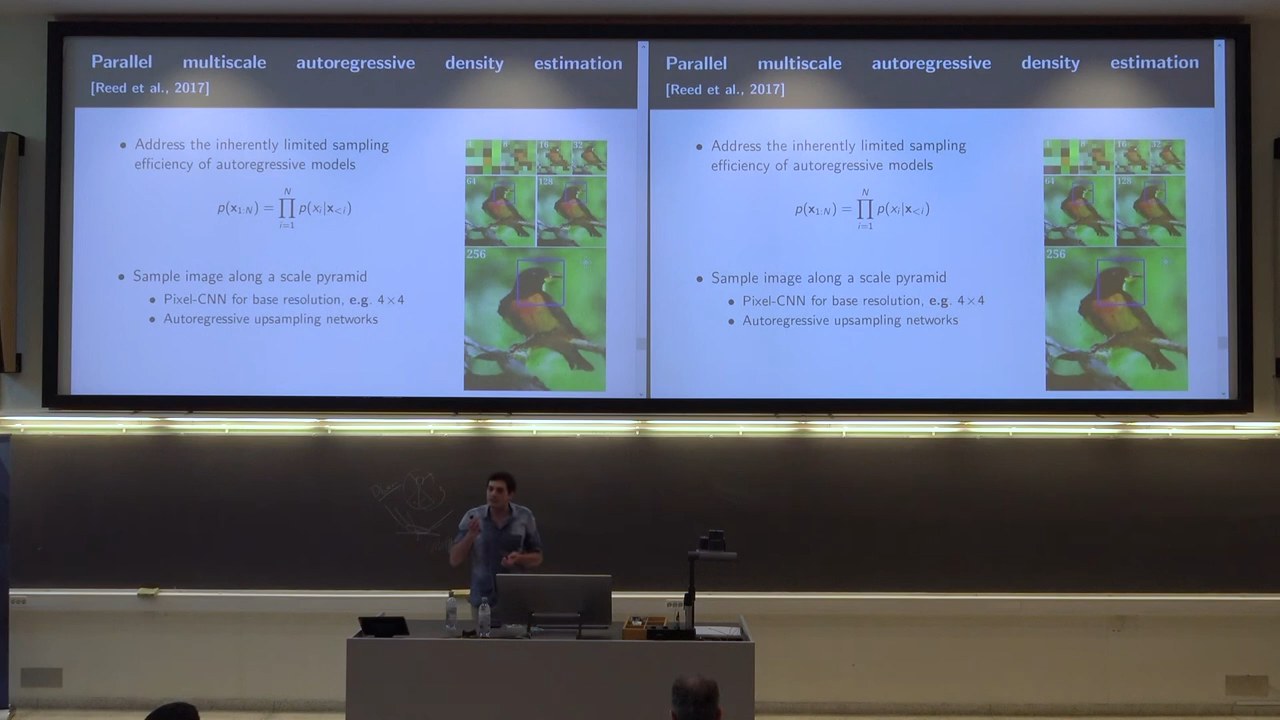 Parallel multiscale autoregressive density estimation
[Reed et al., 2017]
• Address the inherently limited sampling
efficiency of autoregressive models
p(x₁:N) = ∏ᵢ₌₁ᴺ p(xᵢ|x<ᵢ)
• Sample image along a scale pyramid
• Pixel-CNN for base resolution, e.g. 4×4
• Autoregressive upsampling networks
8 16 32
64 128
256
Parallel multiscale autoregressive density estimation
[Reed et al., 2017]
• Address the inherently limited sampling
efficiency of autoregressive models
p(x₁:N) = ∏ᵢ₌₁ᴺ p(xᵢ|x<ᵢ)
• Sample image along a scale pyramid
• Pixel-CNN for base resolution, e.g. 4×4
• Autoregressive upsampling networks
16 32
64 128
256